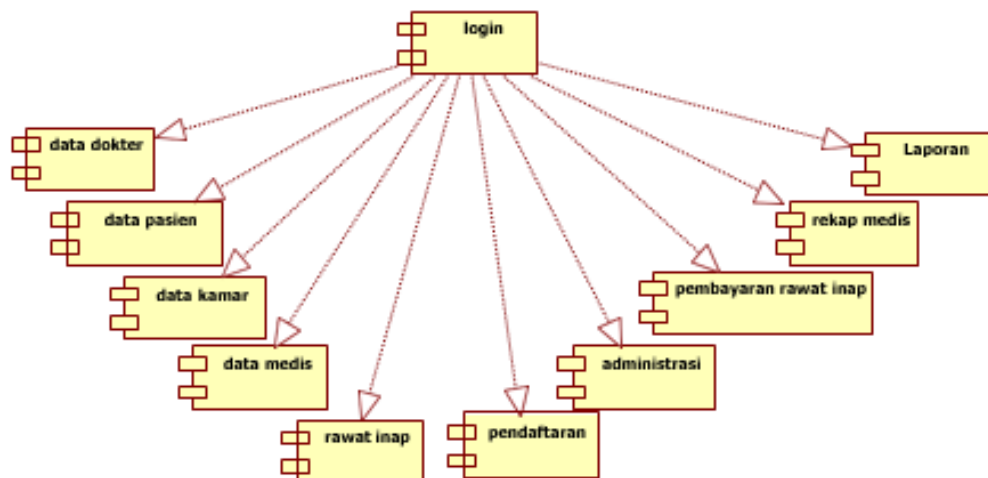 login
data dokter
Laporan
data pasien
rekap medis
data kamar
pembayaran rawat inap
data medis
administrasi
rawat inap
pendaftaran